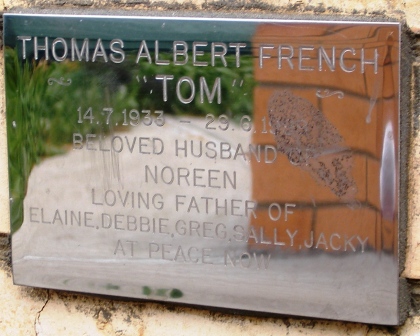 THOMAS ALBERT FRENCH
"TOM"
14.7.1933 -
BELOVED HUSBAND
NOREEN
LOVING FATHER OF
ELAINE,DEBBIE,GREG,SALLY,JACKY
AT PEACE NOW